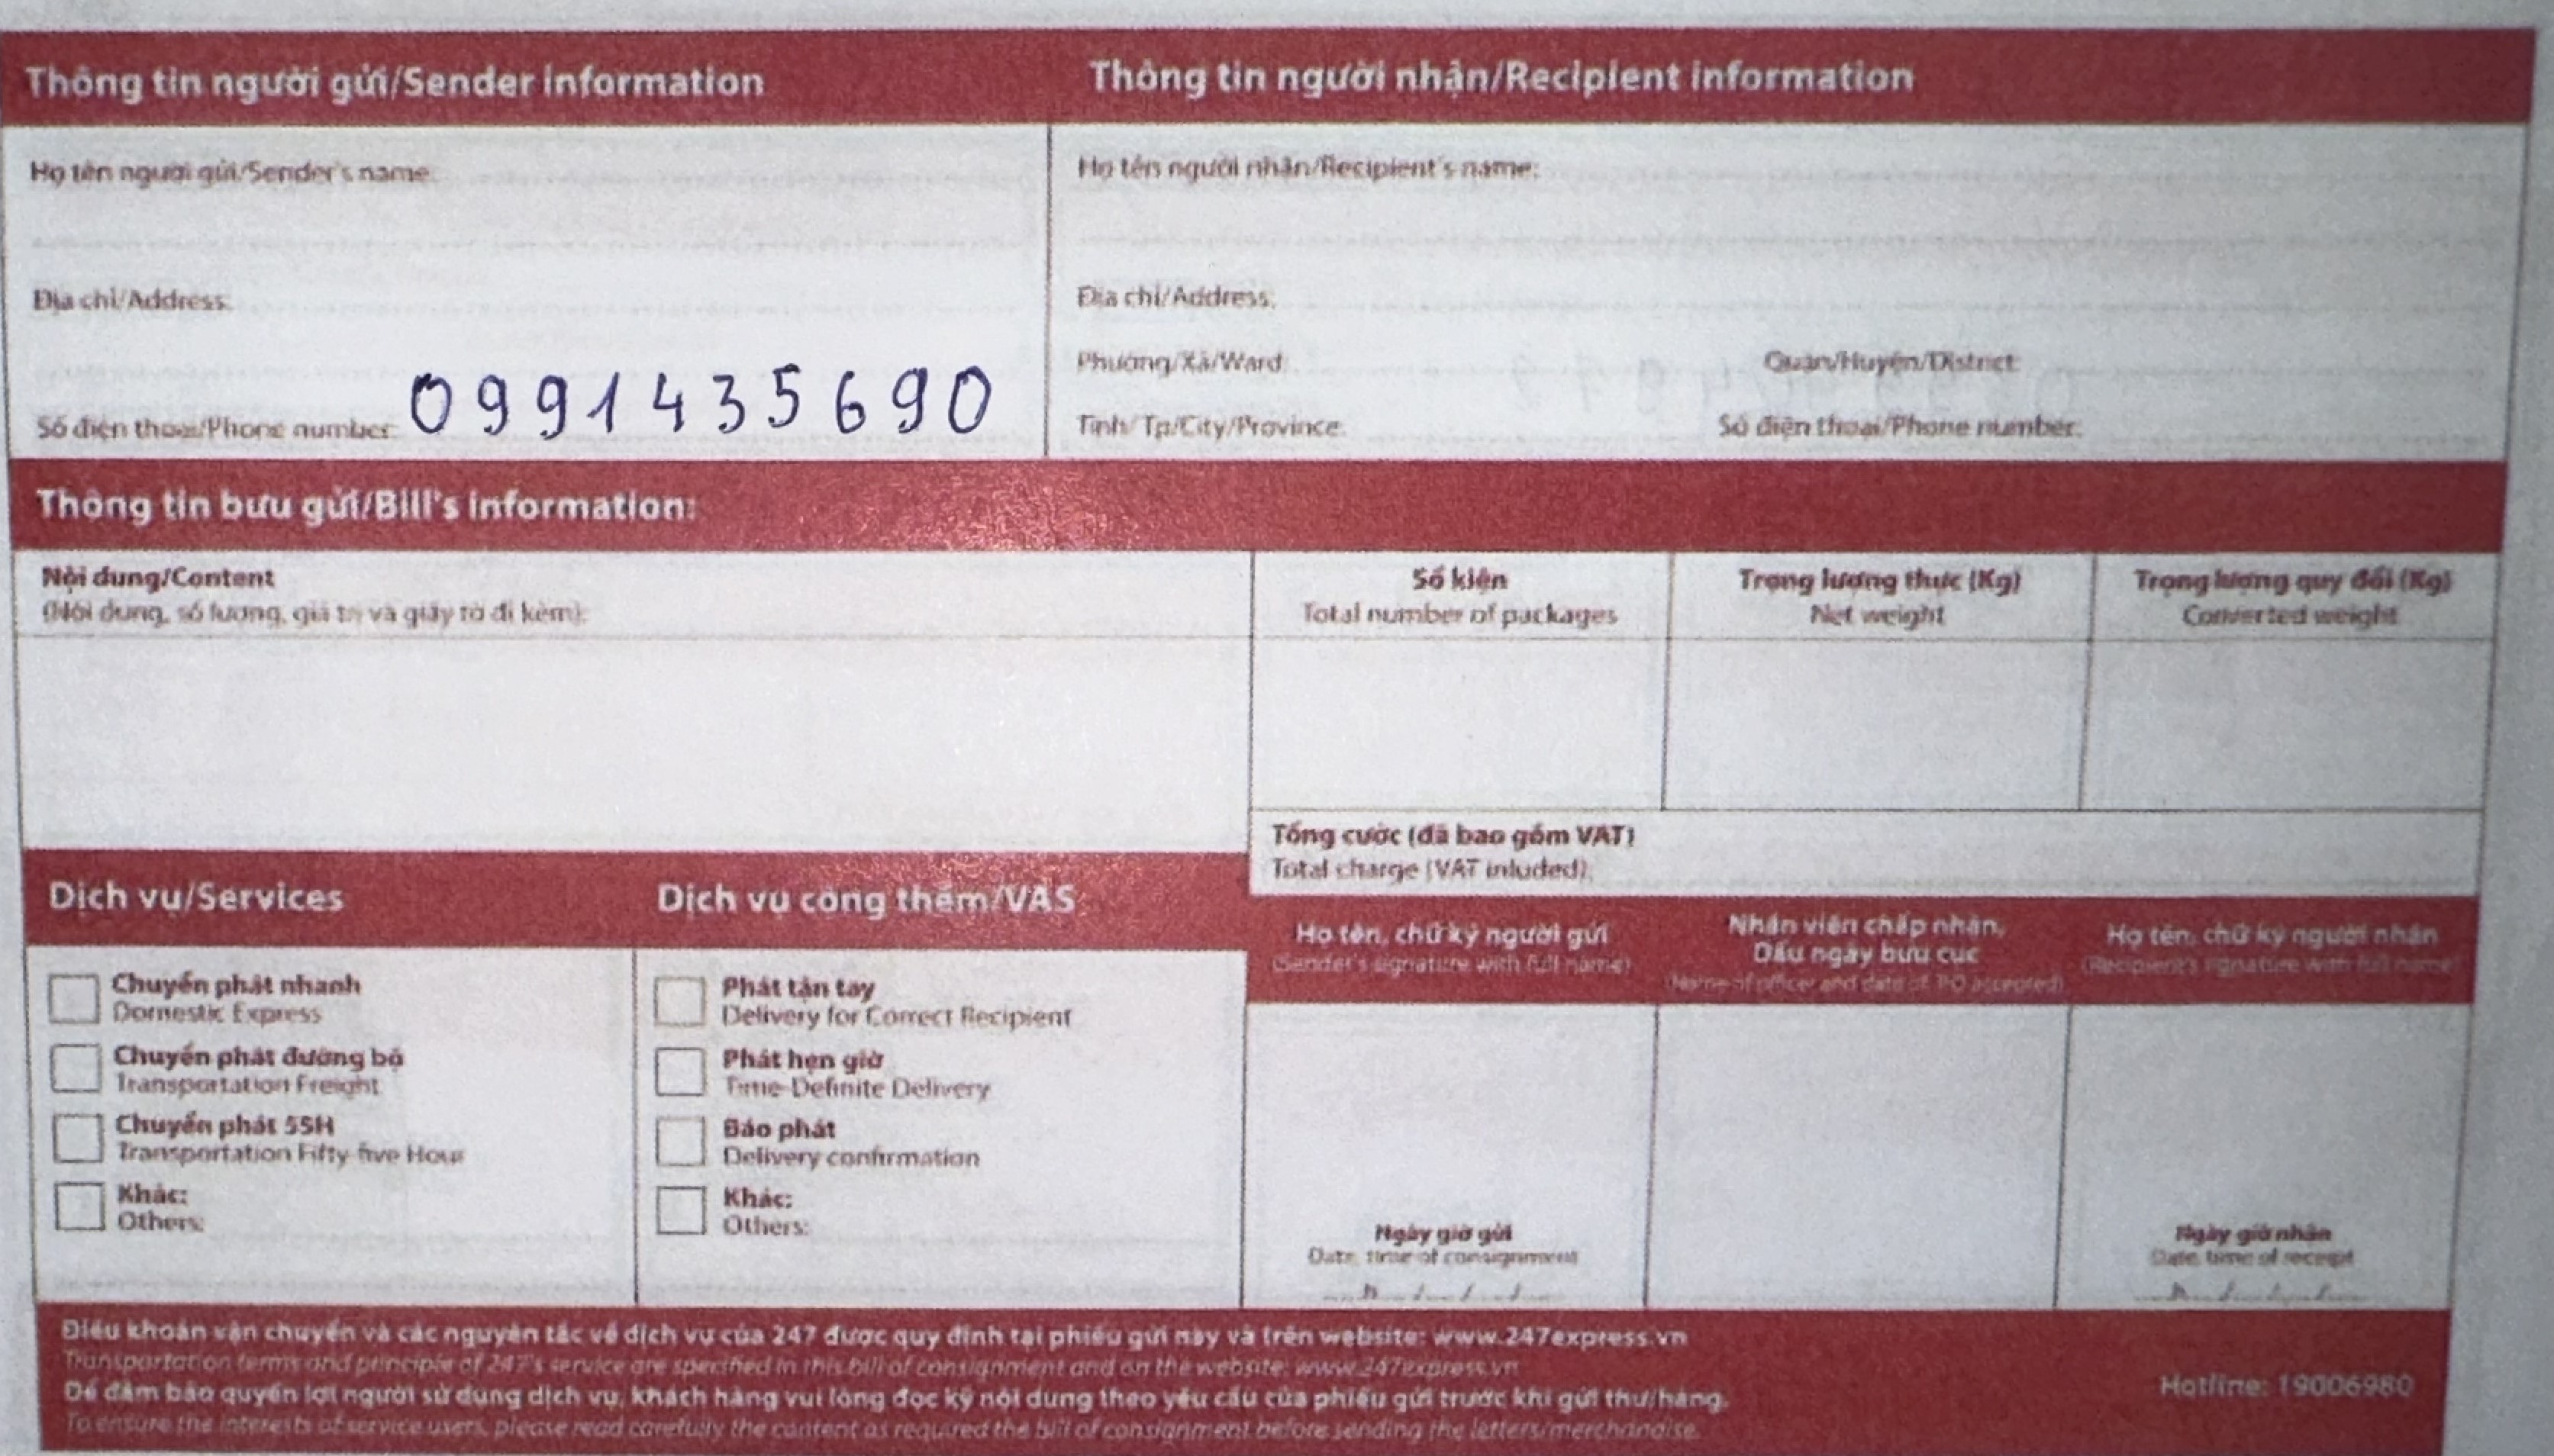 Thông tin người gửi/Sender information
Thông tin người nhận/Recipient information
Họ tên người gửi/Sender's name:
Họ tên người nhận/Recipient's name:
Địa chỉ/Address:
Địa chỉ/Address:
Phường/Xã/Ward:
Quận/Huyện/District:
Số điện thoại/Phone number: 0991435690
Tỉnh/ Tp/City/Province:
Số điện thoại/Phone number:
Thông tin bưu gửi/Bill's information:
Nội dung/Content
(Nội dung, số lượng, giá trị và giấy tờ đi kèm):
Số kiện
Total number of packages
Trọng lượng thực (Kg)
Net weight
Trọng lượng quy đổi (Kg)
Converted weight
Tổng cước (đã bao gồm VAT)
Total charge (VAT inluded):
Dịch vụ/Services
Dịch vụ cộng thêm/VAS
Họ tên, chữ ký người gửi
(Sender's signature with full name)
Nhân viên chấp nhận,
Dấu ngày bưu cục
(Name of officer and date of PO accepted)
Họ tên, chữ ký người nhận
(Recipient's signature with full name)
Chuyển phát nhanh
Domestic Express
Chuyển phát đường bộ
Transportation Freight
Chuyển phát 55H
Transportation Fifty-five Hour
Khác:
Others:
Phát tận tay
Delivery for Correct Recipient
Phát hẹn giờ
Time-Definite Delivery
Báo phát
Delivery confirmation
Khác:
Others:
Ngày giờ gửi
Date, time of consignment
h / / /
Ngày giờ nhận
Date, time of receipt
h / / /
Điều khoản vận chuyển và các nguyên tắc về dịch vụ của 247 được quy định tại phiếu gửi này và trên website: www.247express.vn
Transportation terms and principle of 247's service are specified in this bill of consignment and on the website: www.247express.vn
Để đảm bảo quyền lợi người sử dụng dịch vụ, khách hàng vui lòng đọc kỹ nội dung theo yêu cầu của phiếu gửi trước khi gửi thư/hàng.
To ensure the interests of service users, please read carefully the content as required the bill of consignment before sending the letters/merchandise.
Hotline: 19006980